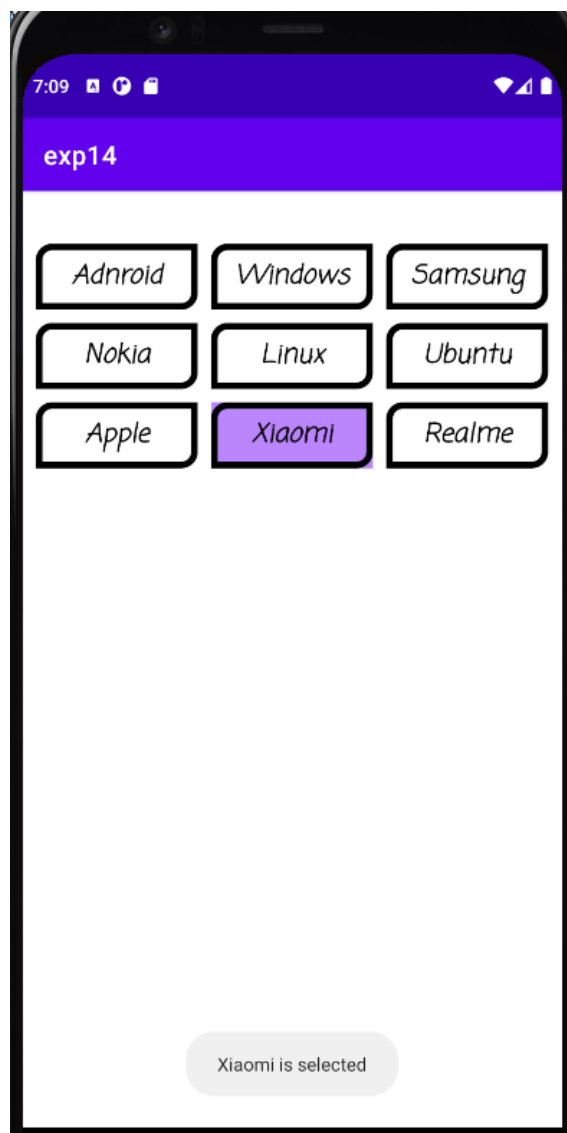 7:09
exp14
Adnroid Windows Samsung
Nokia Linux Ubuntu
Apple Xiaomi Realme
Xiaomi is selected